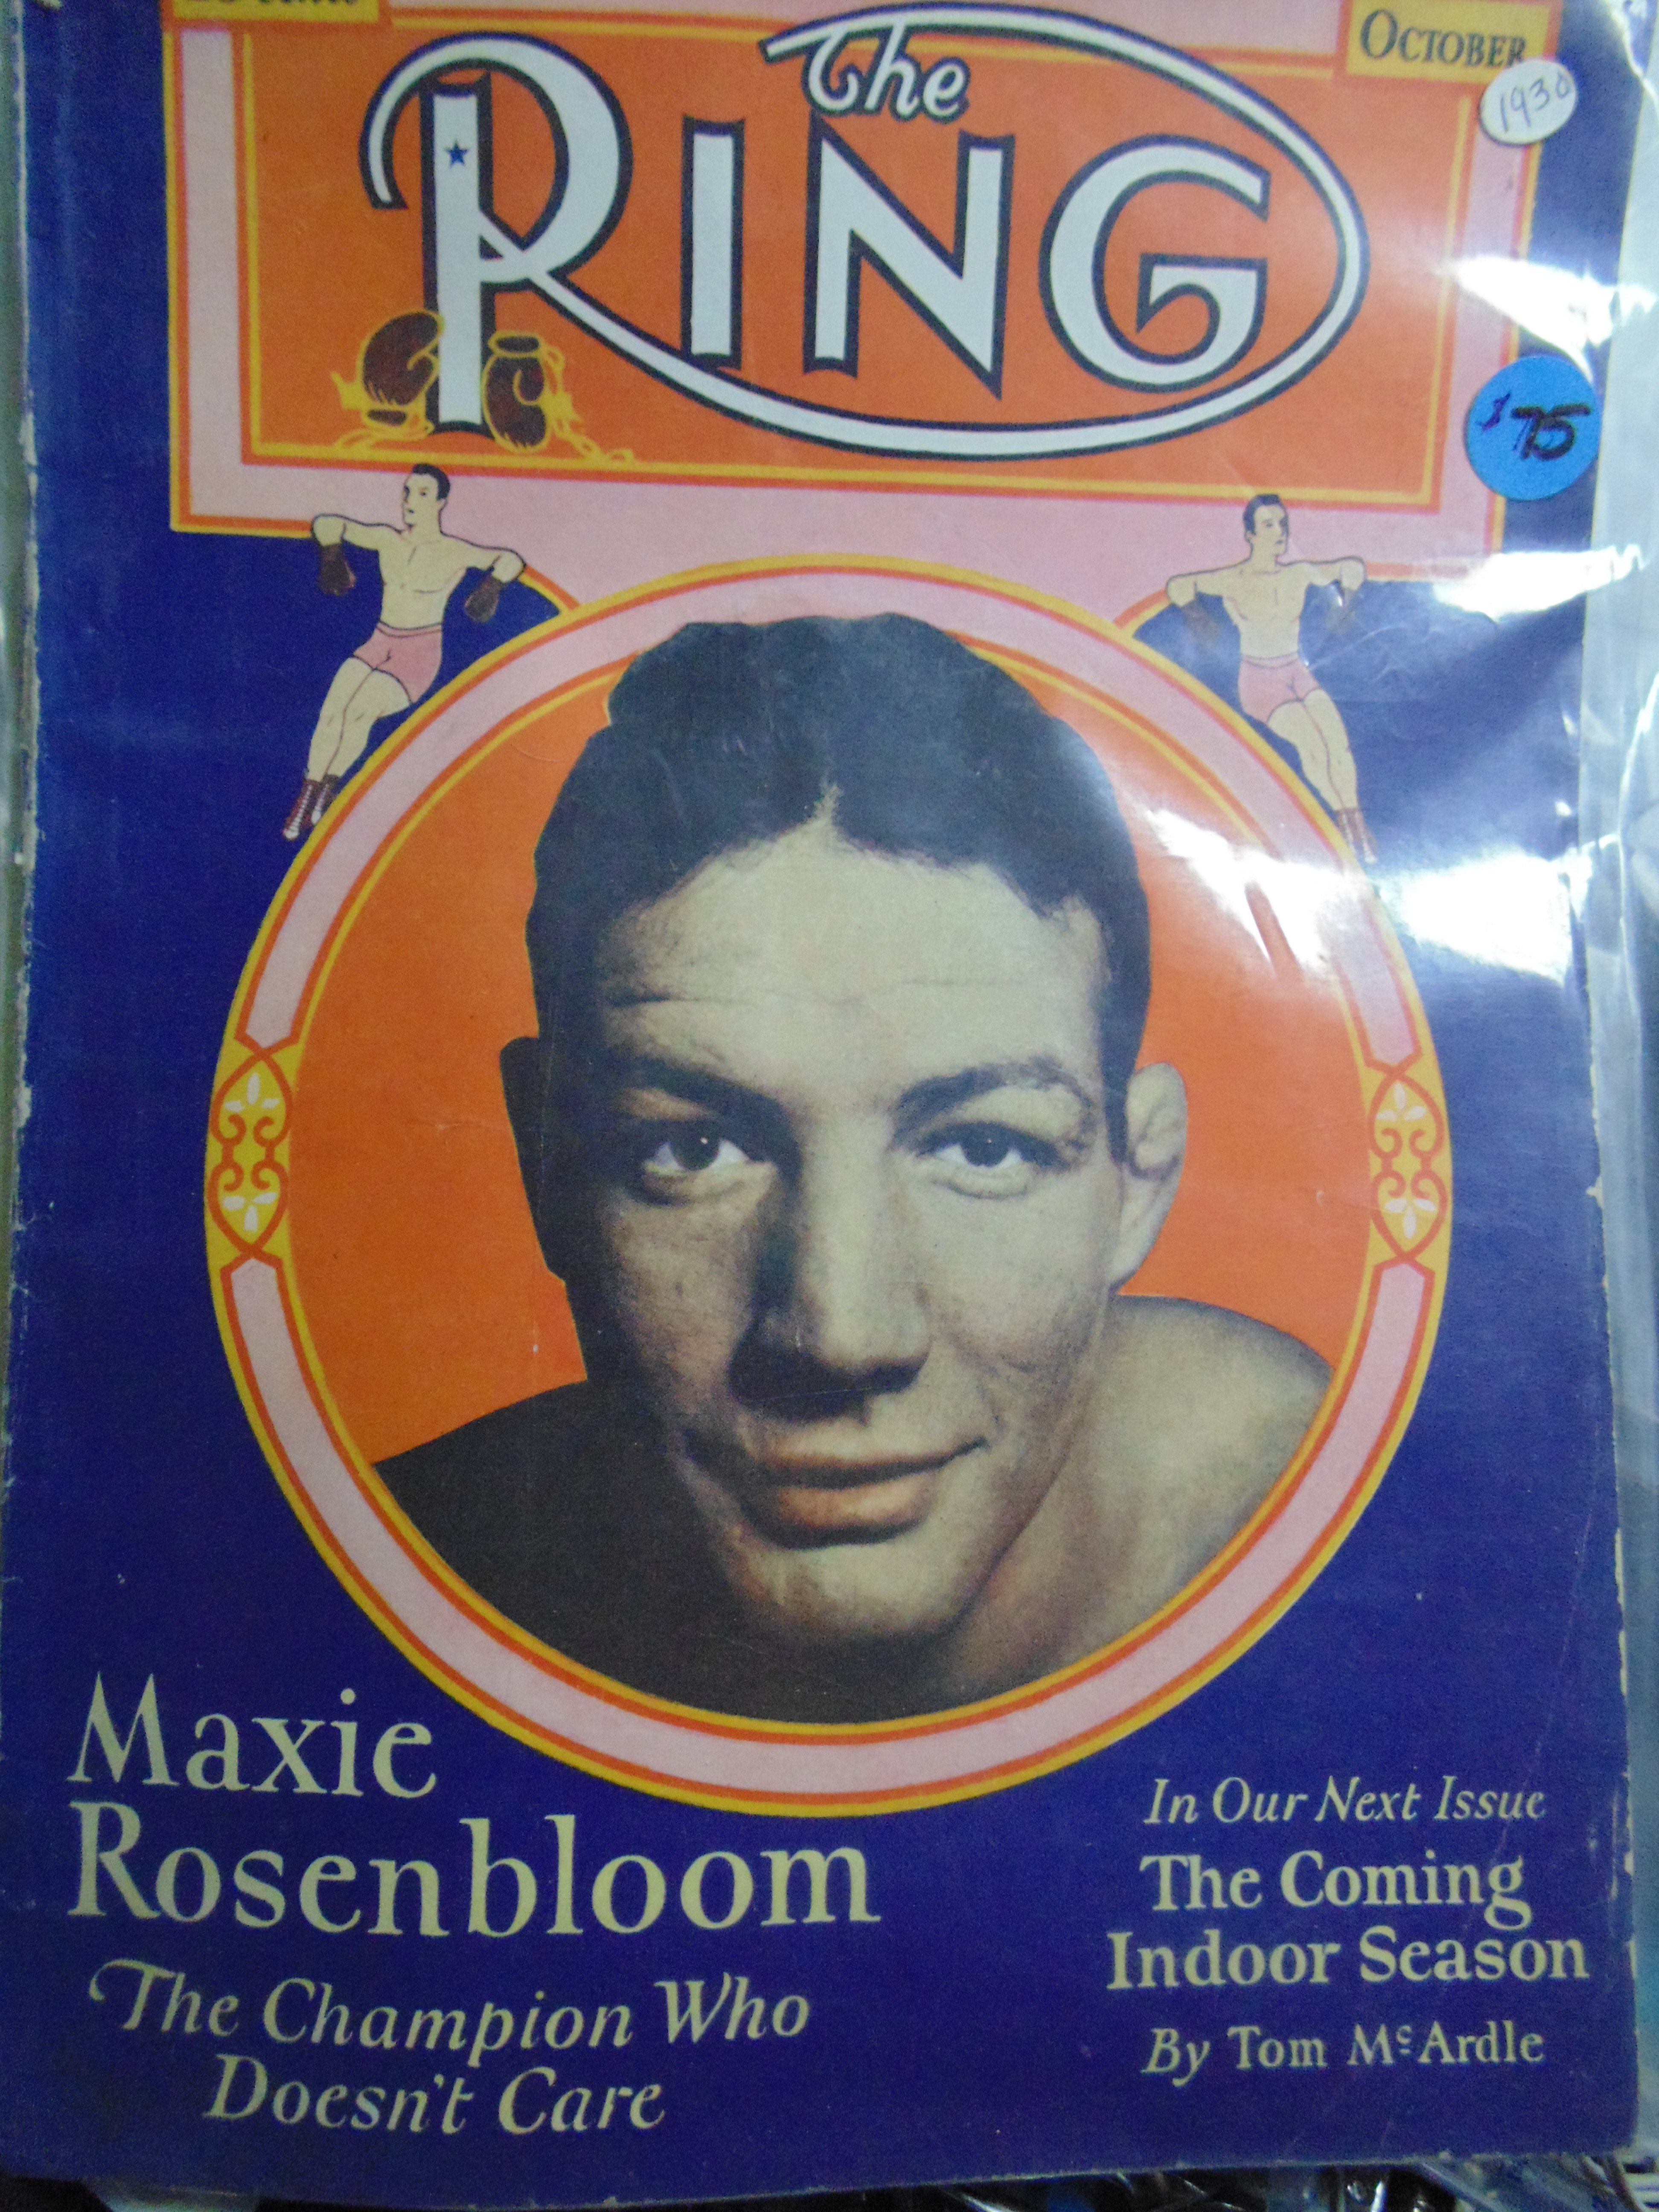 The
RING
OCTOBER
1930
$75
Maxie
Rosenbloom
The Champion Who
Doesn't Care
In Our Next Issue
The Coming
Indoor Season
By Tom McArdle